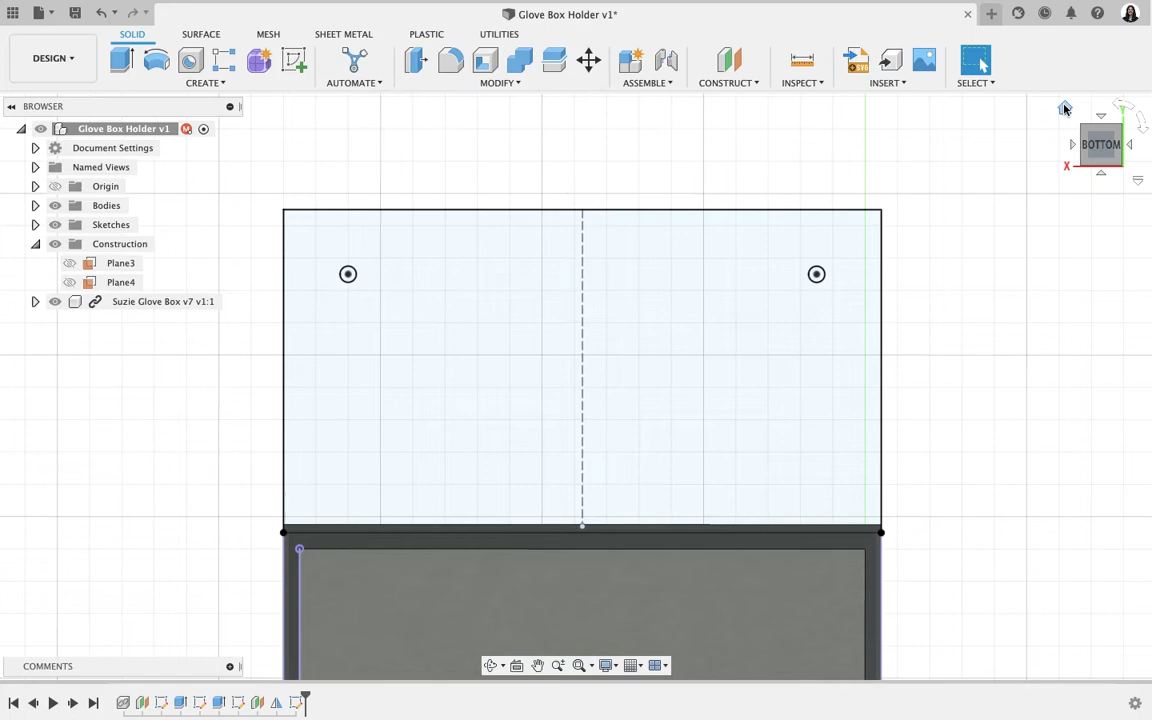 Glove Box Holder v1*
DESIGN
SOLID SURFACE MESH SHEET METAL PLASTIC UTILITIES
CREATE AUTOMATE MODIFY ASSEMBLE CONSTRUCT INSPECT INSERT SELECT
BROWSER
Glove Box Holder v1
Document Settings
Named Views
Origin
Bodies
Sketches
Construction
Plane3
Plane4
Suzie Glove Box v7 v1:1
BOTTOM
Y
X
COMMENTS